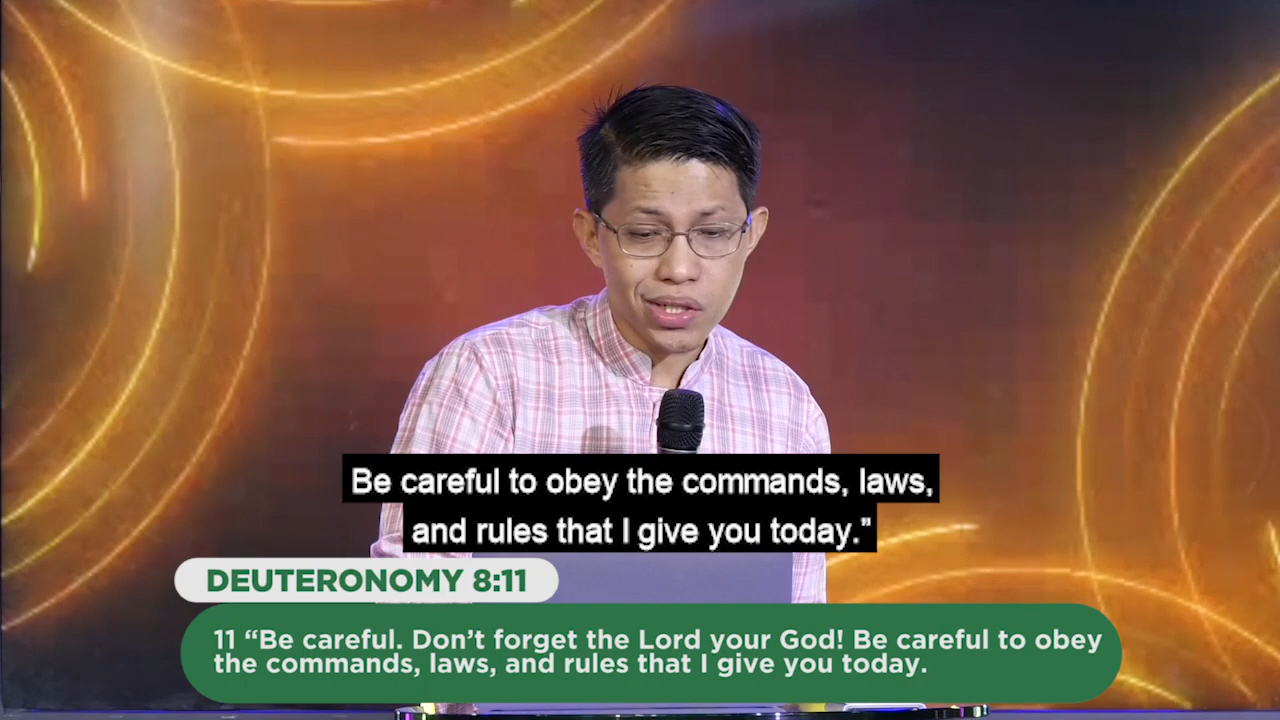 Be careful to obey the commands, laws,
and rules that I give you today.”
DEUTERONOMY 8:11
11 “Be careful. Don’t forget the Lord your God! Be careful to obey
the commands, laws, and rules that I give you today.